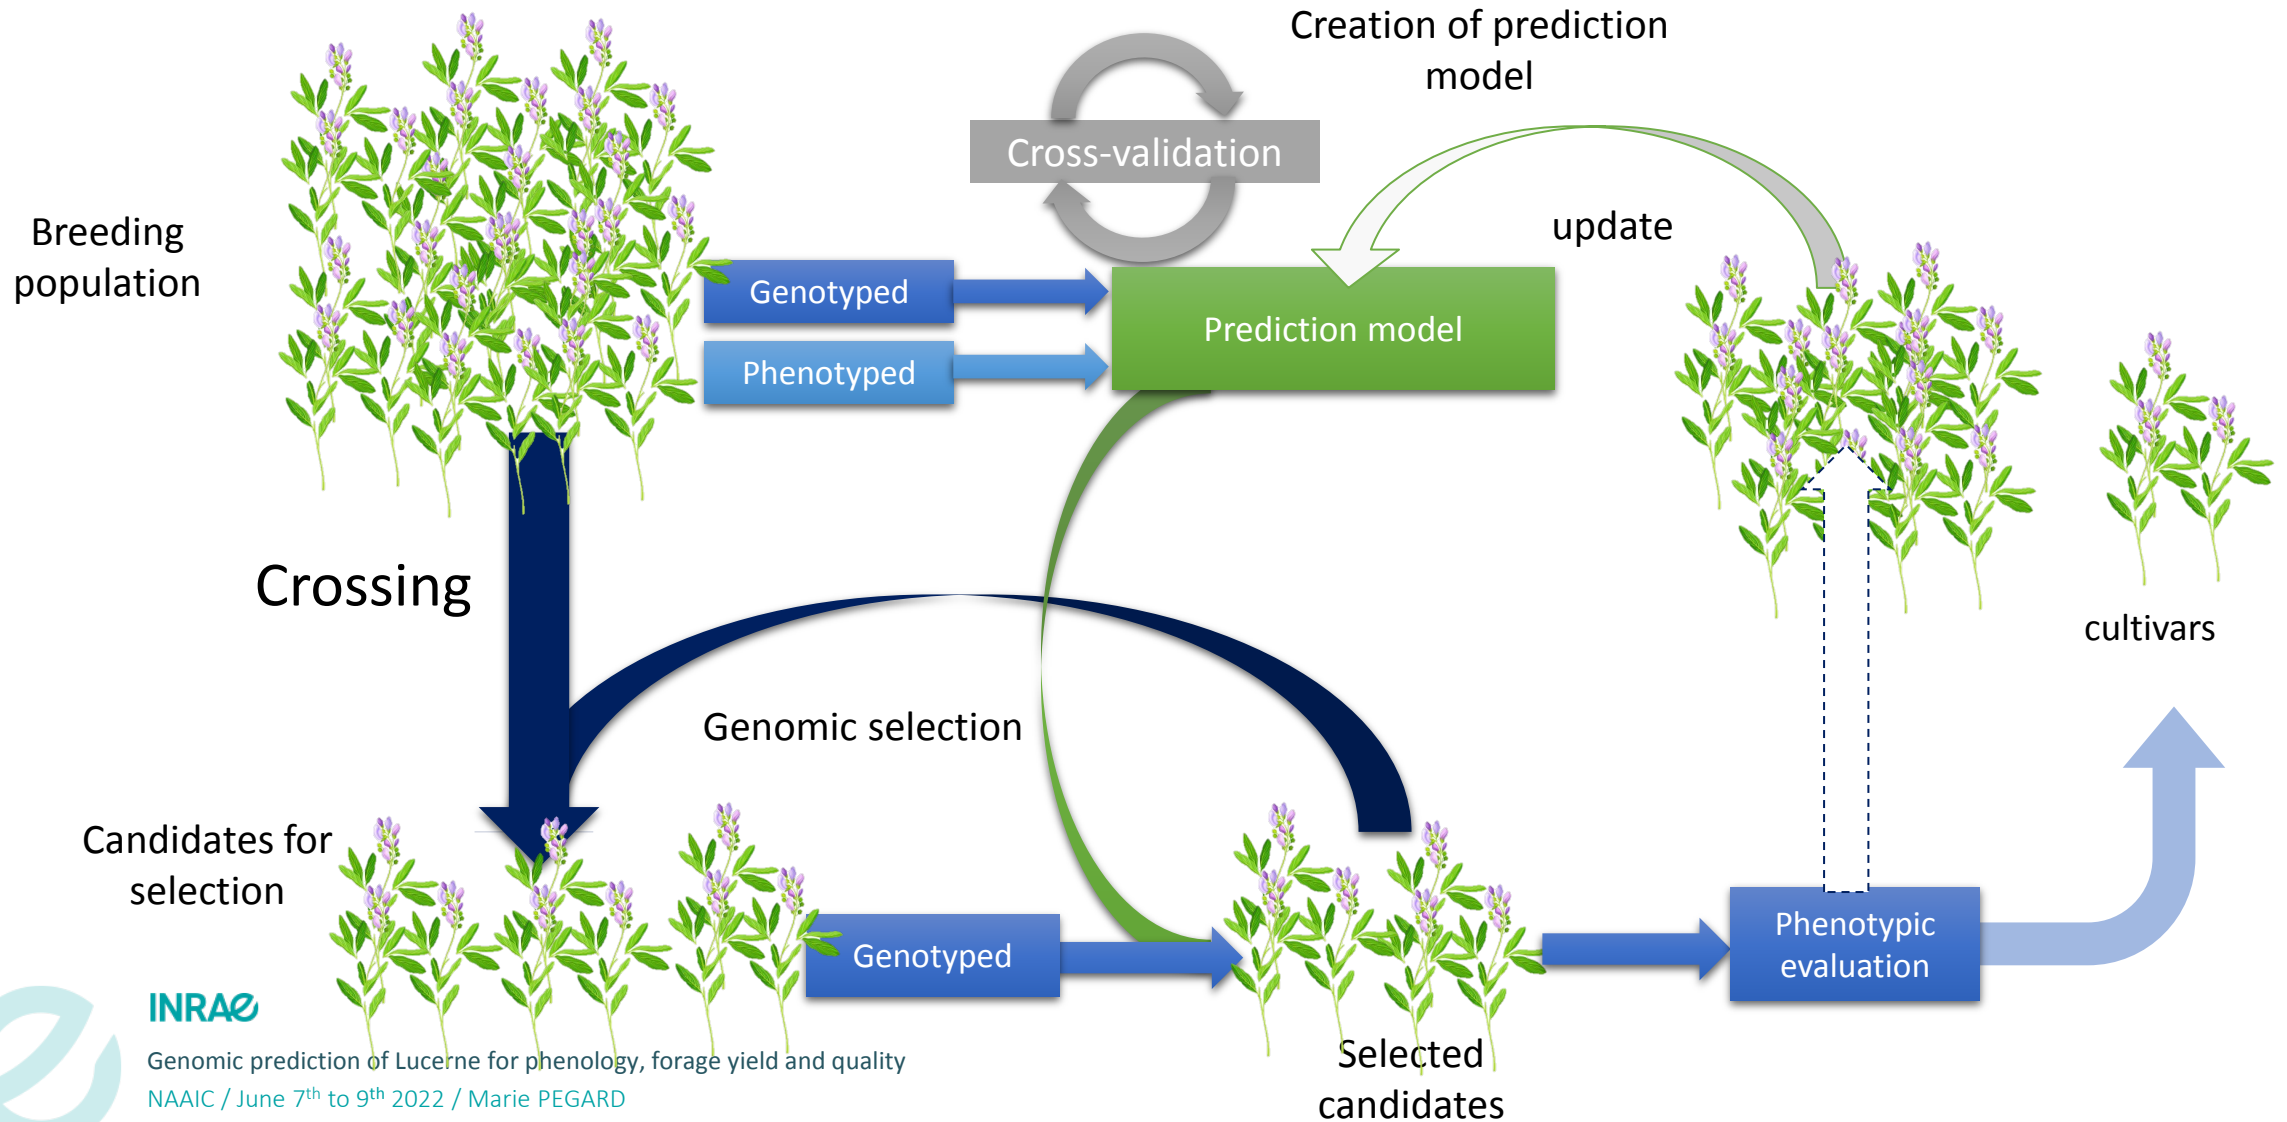 Creation of prediction
model
Cross-validation
update
Breeding
population
Genotyped
Phenotyped
Prediction model
Crossing
cultivars
Genomic selection
Candidates for
selection
Genotyped
Phenotypic
evaluation
Selected
candidates
INRAE
Genomic prediction of Lucerne for phenology, forage yield and quality
NAAIC / June 7th to 9th 2022 / Marie PEGARD